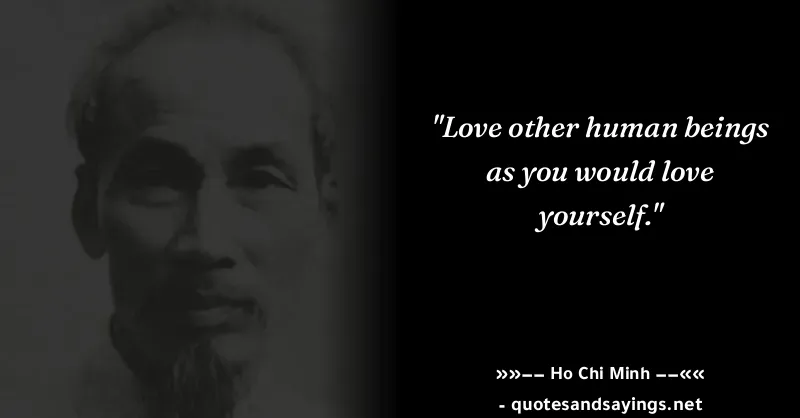 "Love other human beings
as you would love
yourself."
»»−− Ho Chi Minh −−««
- quotesandsayings.net